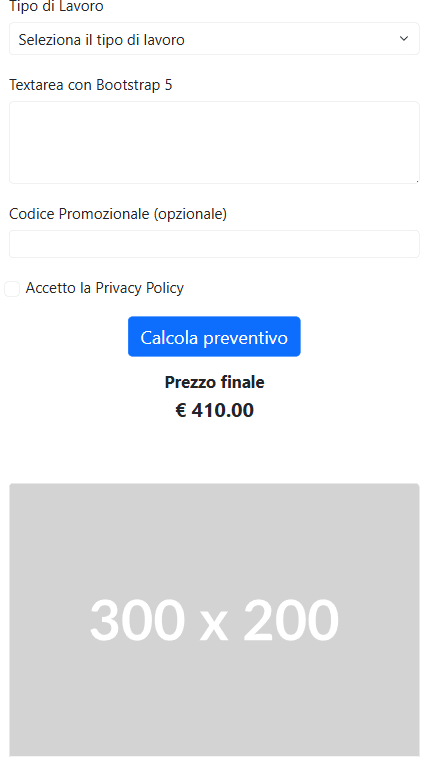 Tipo di Lavoro
Seleziona il tipo di lavoro
Textarea con Bootstrap 5
Codice Promozionale (opzionale)
Accetto la Privacy Policy
Calcola preventivo
Prezzo finale
€ 410.00
300 x 200